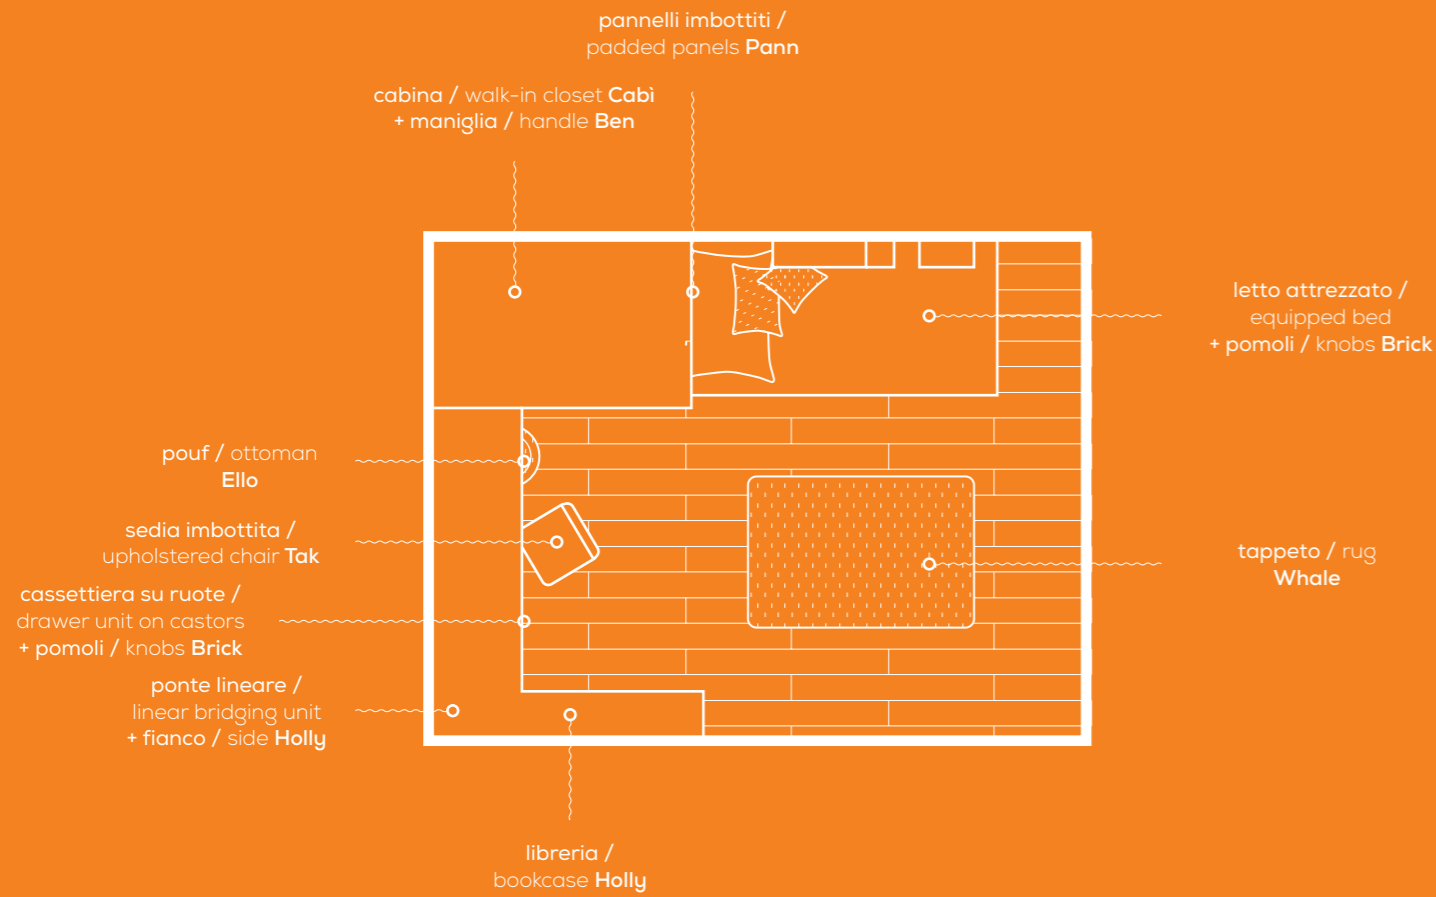 pannelli imbottiti /
padded panels Pann
cabina / walk-in closet Cabì
+ maniglia / handle Ben
letto attrezzato /
equipped bed
+ pomoli / knobs Brick
pouf / ottoman
Ello
sedia imbottita /
upholstered chair Tak
tappeto / rug
Whale
cassettiera su ruote /
drawer unit on castors
+ pomoli / knobs Brick
ponte lineare /
linear bridging unit
+ fianco / side Holly
libreria /
bookcase Holly